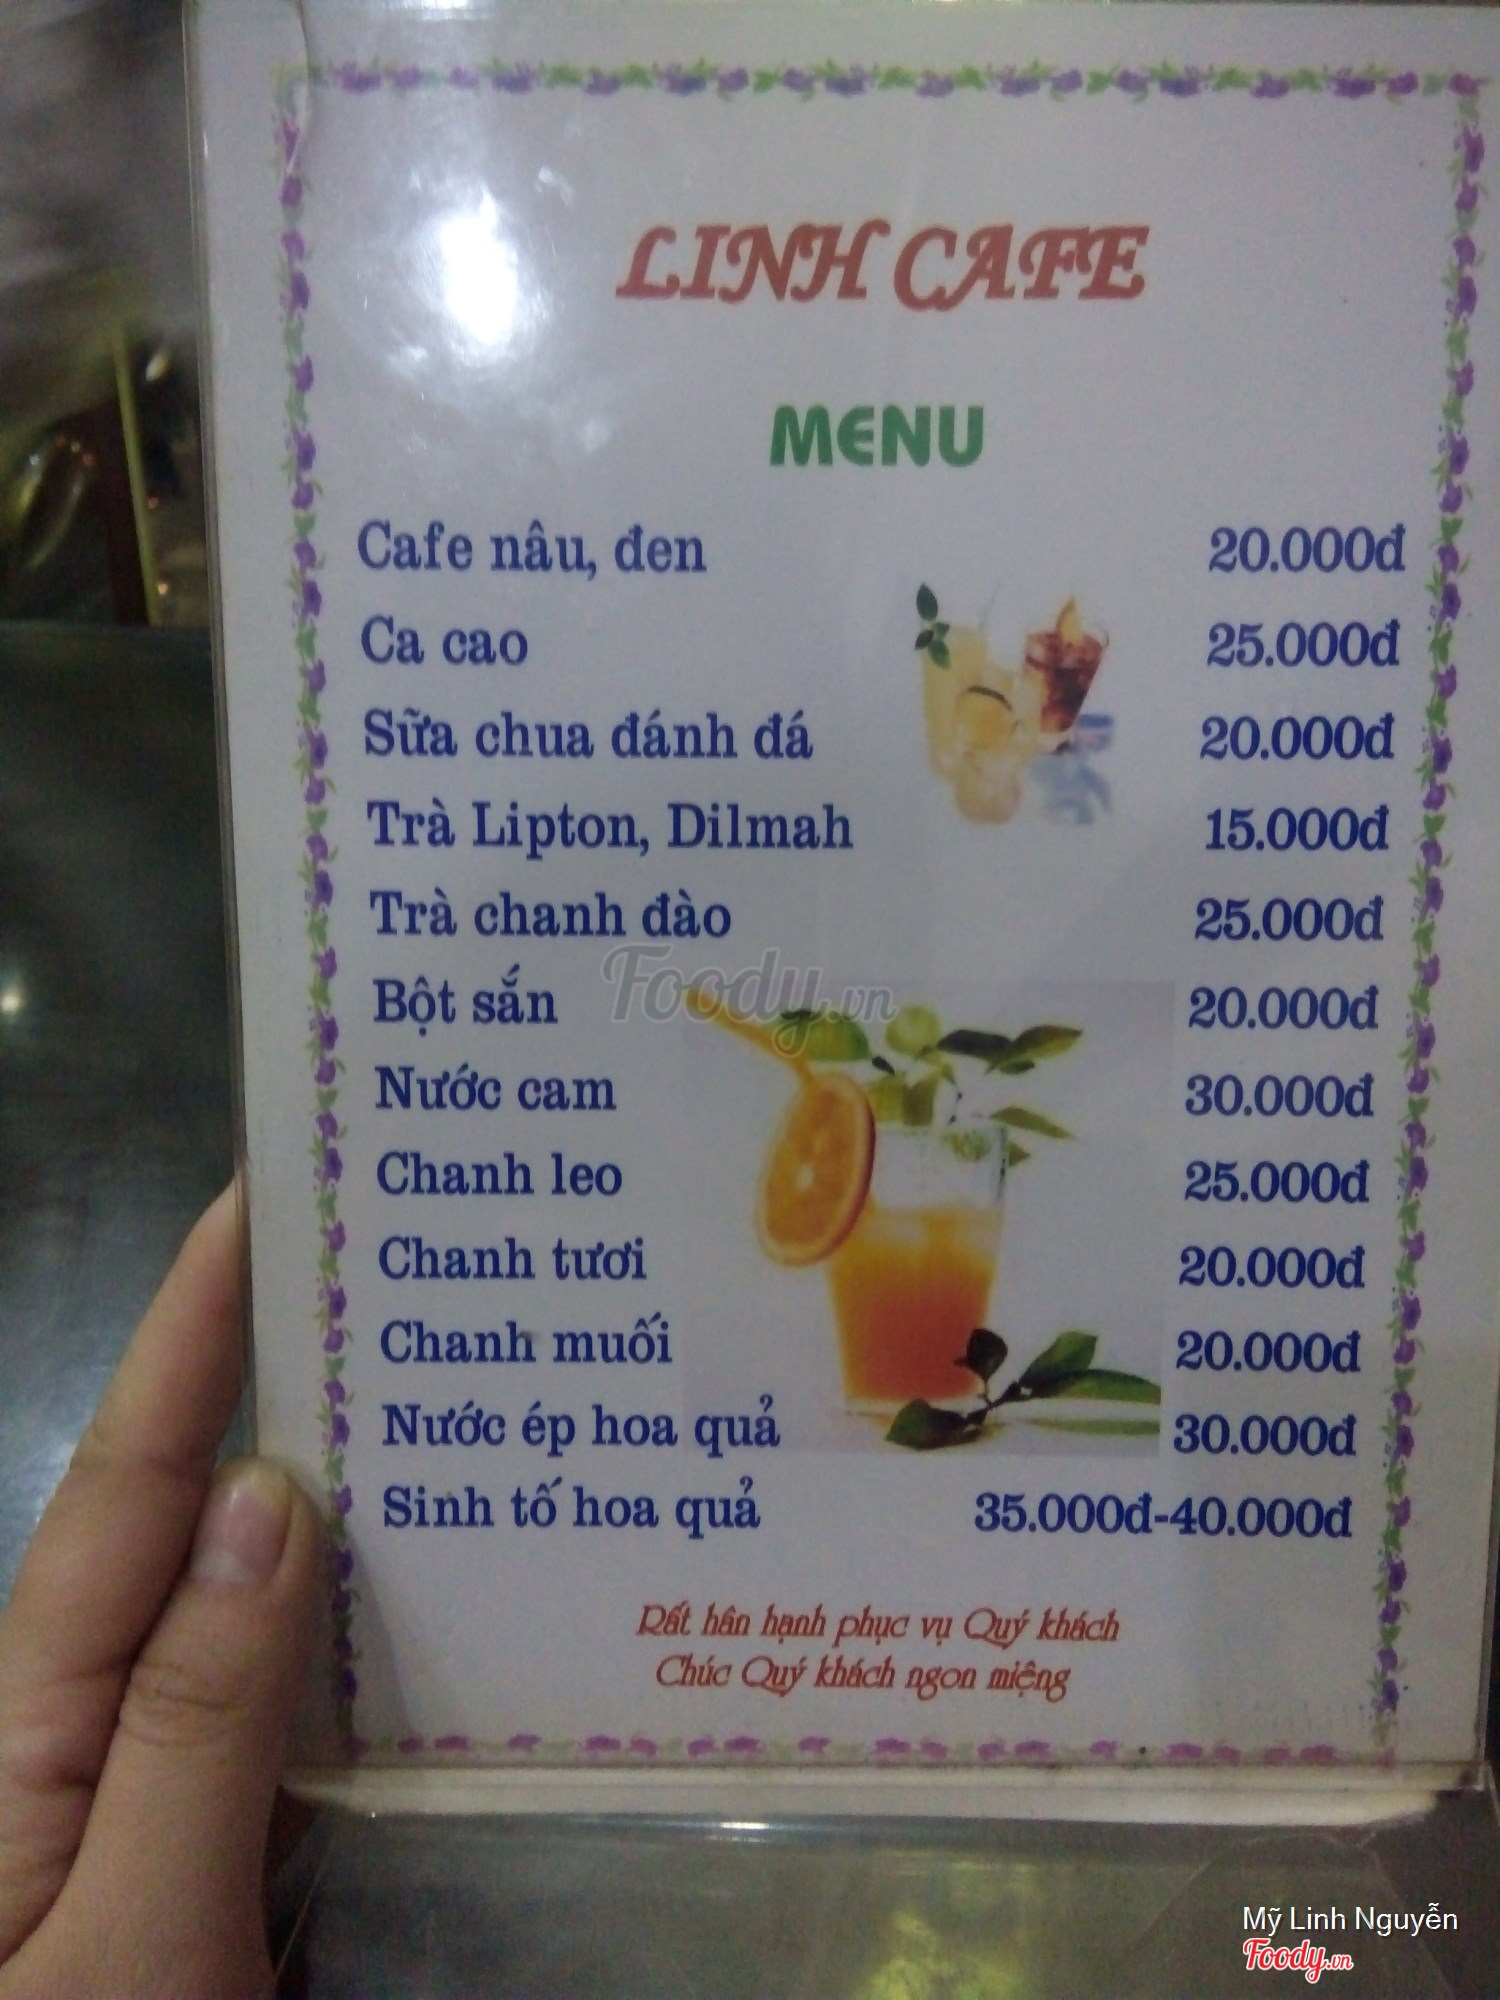 LINH CAFE
MENU
Cafe nâu, đen 20.000đ
Ca cao 25.000đ
Sữa chua đánh đá 20.000đ
Trà Lipton, Dilmah 15.000đ
Trà chanh đào 25.000đ
Bột sắn 20.000đ
Nước cam 30.000đ
Chanh leo 25.000đ
Chanh tươi 20.000đ
Chanh muối 20.000đ
Nước ép hoa quả 30.000đ
Sinh tố hoa quả 35.000đ-40.000đ
Rất hân hạnh phục vụ Quý khách
Chúc Quý khách ngon miệng
Foody.vn
Mỹ Linh Nguyễn
Foody.vn